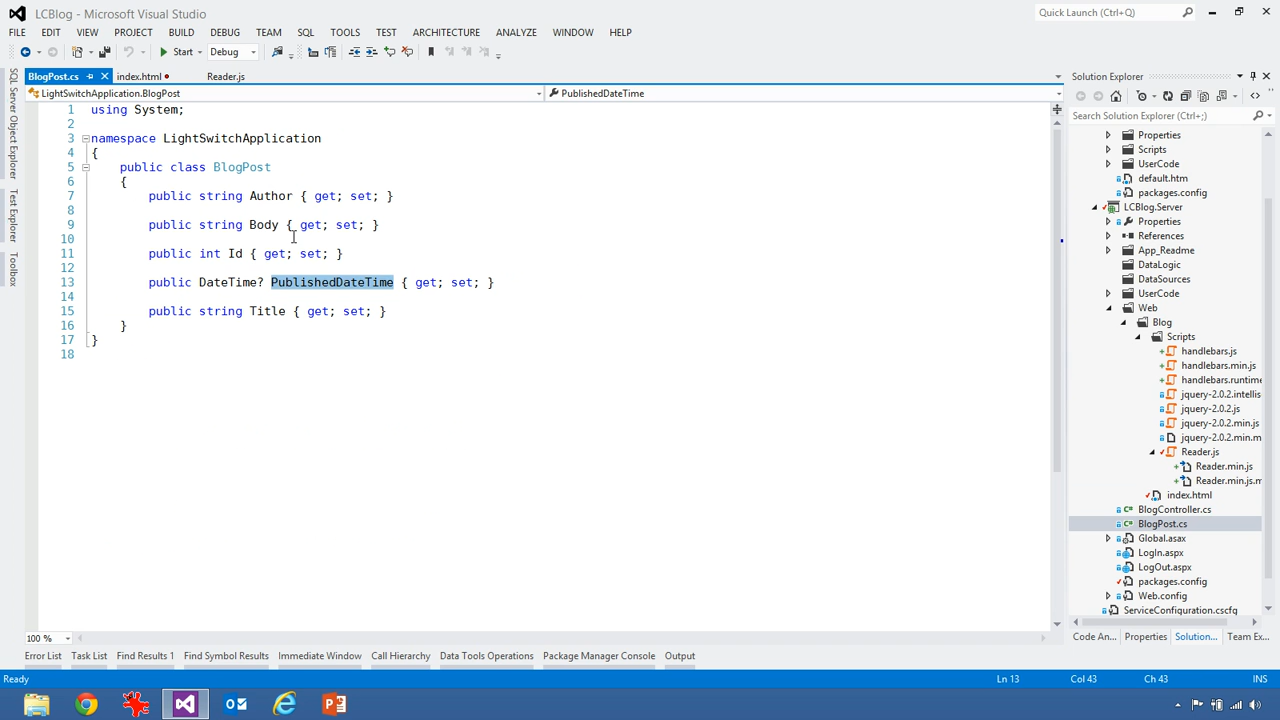 LCBlog - Microsoft Visual Studio
Quick Launch (Ctrl+Q)
FILE EDIT VIEW PROJECT BUILD DEBUG TEAM SQL TOOLS TEST ARCHITECTURE ANALYZE WINDOW HELP
Start Debug
BlogPost.cs index.html Reader.js
LightSwitchApplication.BlogPost PublishedDateTime
SQL Server Object Explorer
Test Explorer
Toolbox
1 using System;
2
3 namespace LightSwitchApplication
4 {
5 public class BlogPost
6 {
7 public string Author { get; set; }
8
9 public string Body { get; set; }
10
11 public int Id { get; set; }
12
13 public DateTime? PublishedDateTime { get; set; }
14
15 public string Title { get; set; }
16 }
17 }
18
100 %
Solution Explorer
Search Solution Explorer (Ctrl+;)
Properties
Scripts
UserCode
default.htm
packages.config
LCBlog.Server
Properties
References
App_Readme
DataLogic
DataSources
UserCode
Web
Blog
Scripts
handlebars.js
handlebars.min.js
handlebars.runtime
jquery-2.0.2.intellis
jquery-2.0.2.js
jquery-2.0.2.min.js
jquery-2.0.2.min.m
Reader.js
Reader.min.js
Reader.min.js.m
index.html
BlogController.cs
BlogPost.cs
Global.asax
LogIn.aspx
LogOut.aspx
packages.config
Web.config
ServiceConfiguration.cscfg
Code An... Properties Solution... Team Ex...
Error List Task List Find Results 1 Find Symbol Results Immediate Window Call Hierarchy Data Tools Operations Package Manager Console Output
Ready Ln 13 Col 43 Ch 43 INS